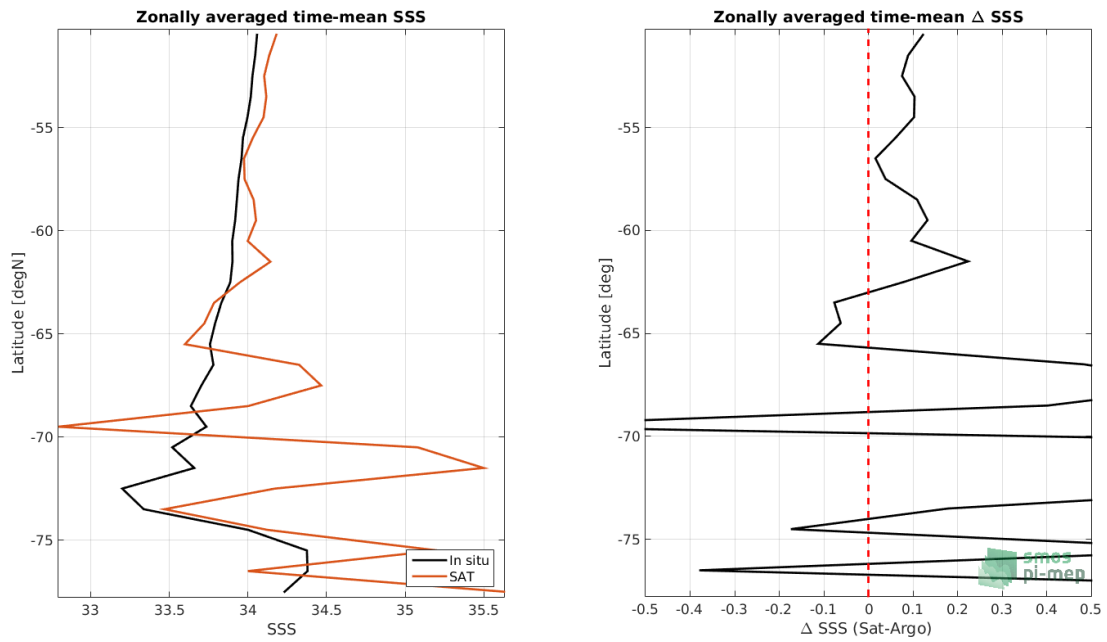 Zonally averaged time-mean SSS
Latitude [degN]
-55
-60
-65
-70
-75
33
33.5
34
34.5
35
35.5
SSS
In situ
SAT
Zonally averaged time-mean Δ SSS
Latitude [deg]
-55
-60
-65
-70
-75
-0.5
-0.4
-0.3
-0.2
-0.1
0
0.1
0.2
0.3
0.4
0.5
Δ SSS (Sat-Argo)
smos
pi-mep